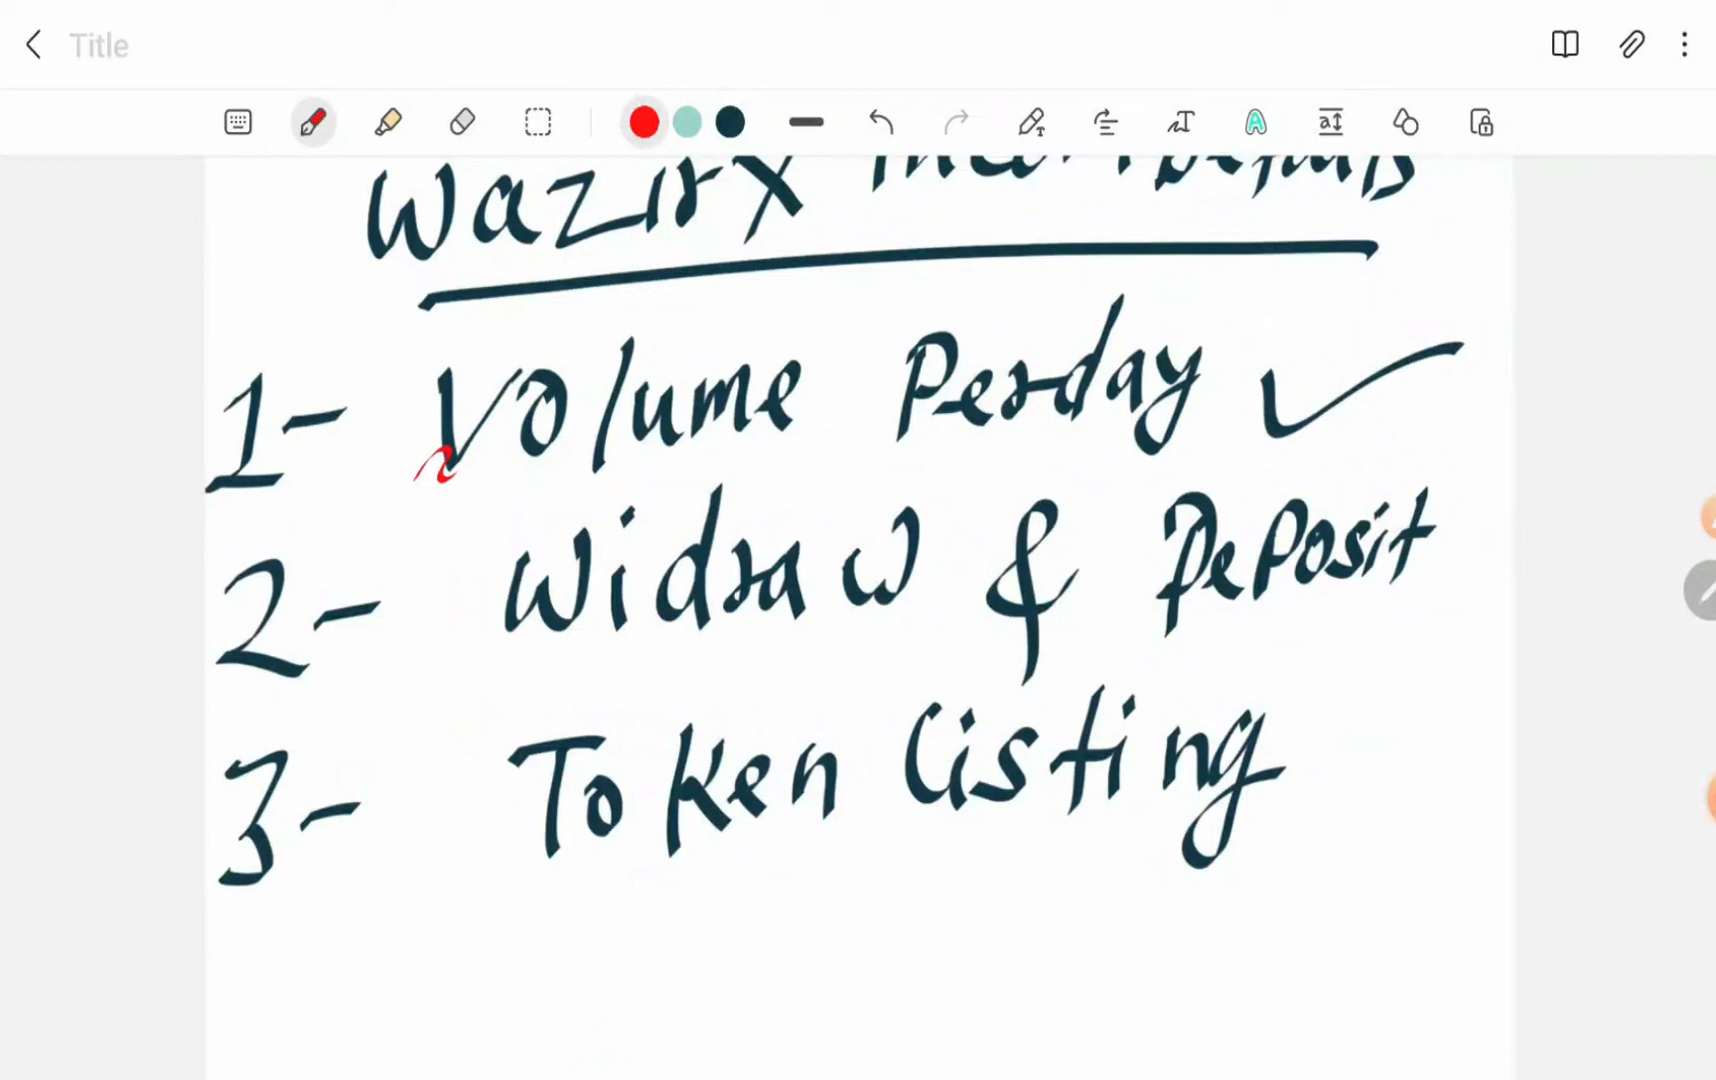 Title
WazirX
1- Volume Perday
2- Widraw & Deposit
3- Token Listing